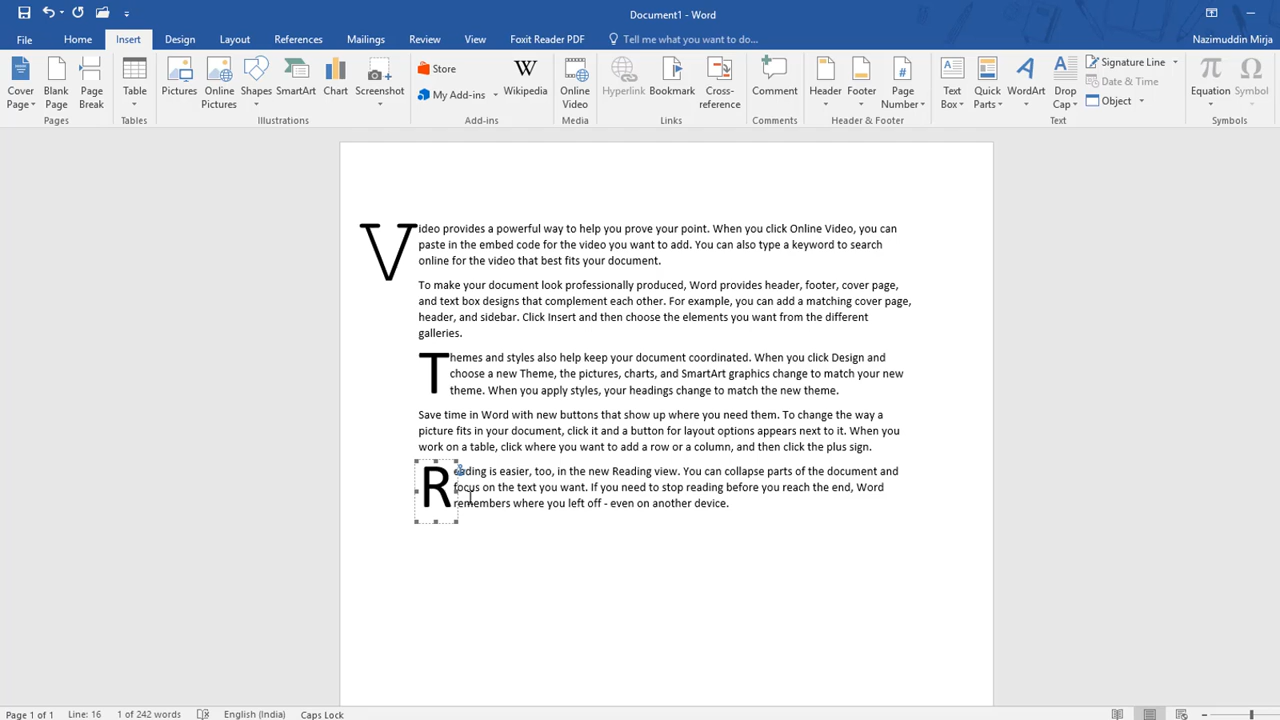 Document1 - Word
File Home Insert Design Layout References Mailings Review View Foxit Reader PDF Tell me what you want to do... Nazimuddin Mirja
Cover Page Blank Page Page Break Table Pictures Online Pictures Shapes SmartArt Chart Screenshot Store My Add-ins W Wikipedia Online Video Hyperlink Bookmark Cross-reference Comment Header Footer # Page Number Text Box Quick Parts WordArt Drop Cap Signature Line Date & Time Object Equation Symbol
Pages Tables Illustrations Add-ins Media Links Comments Header & Footer Text Symbols
Video provides a powerful way to help you prove your point. When you click Online Video, you can
paste in the embed code for the video you want to add. You can also type a keyword to search
online for the video that best fits your document.
To make your document look professionally produced, Word provides header, footer, cover page,
and text box designs that complement each other. For example, you can add a matching cover page,
header, and sidebar. Click Insert and then choose the elements you want from the different
galleries.
Themes and styles also help keep your document coordinated. When you click Design and
choose a new Theme, the pictures, charts, and SmartArt graphics change to match your new
theme. When you apply styles, your headings change to match the new theme.
Save time in Word with new buttons that show up where you need them. To change the way a
picture fits in your document, click it and a button for layout options appears next to it. When you
work on a table, click where you want to add a row or a column, and then click the plus sign.
Reading is easier, too, in the new Reading view. You can collapse parts of the document and
focus on the text you want. If you need to stop reading before you reach the end, Word
remembers where you left off - even on another device.
Page 1 of 1 Line: 16 1 of 242 words English (India) Caps Lock